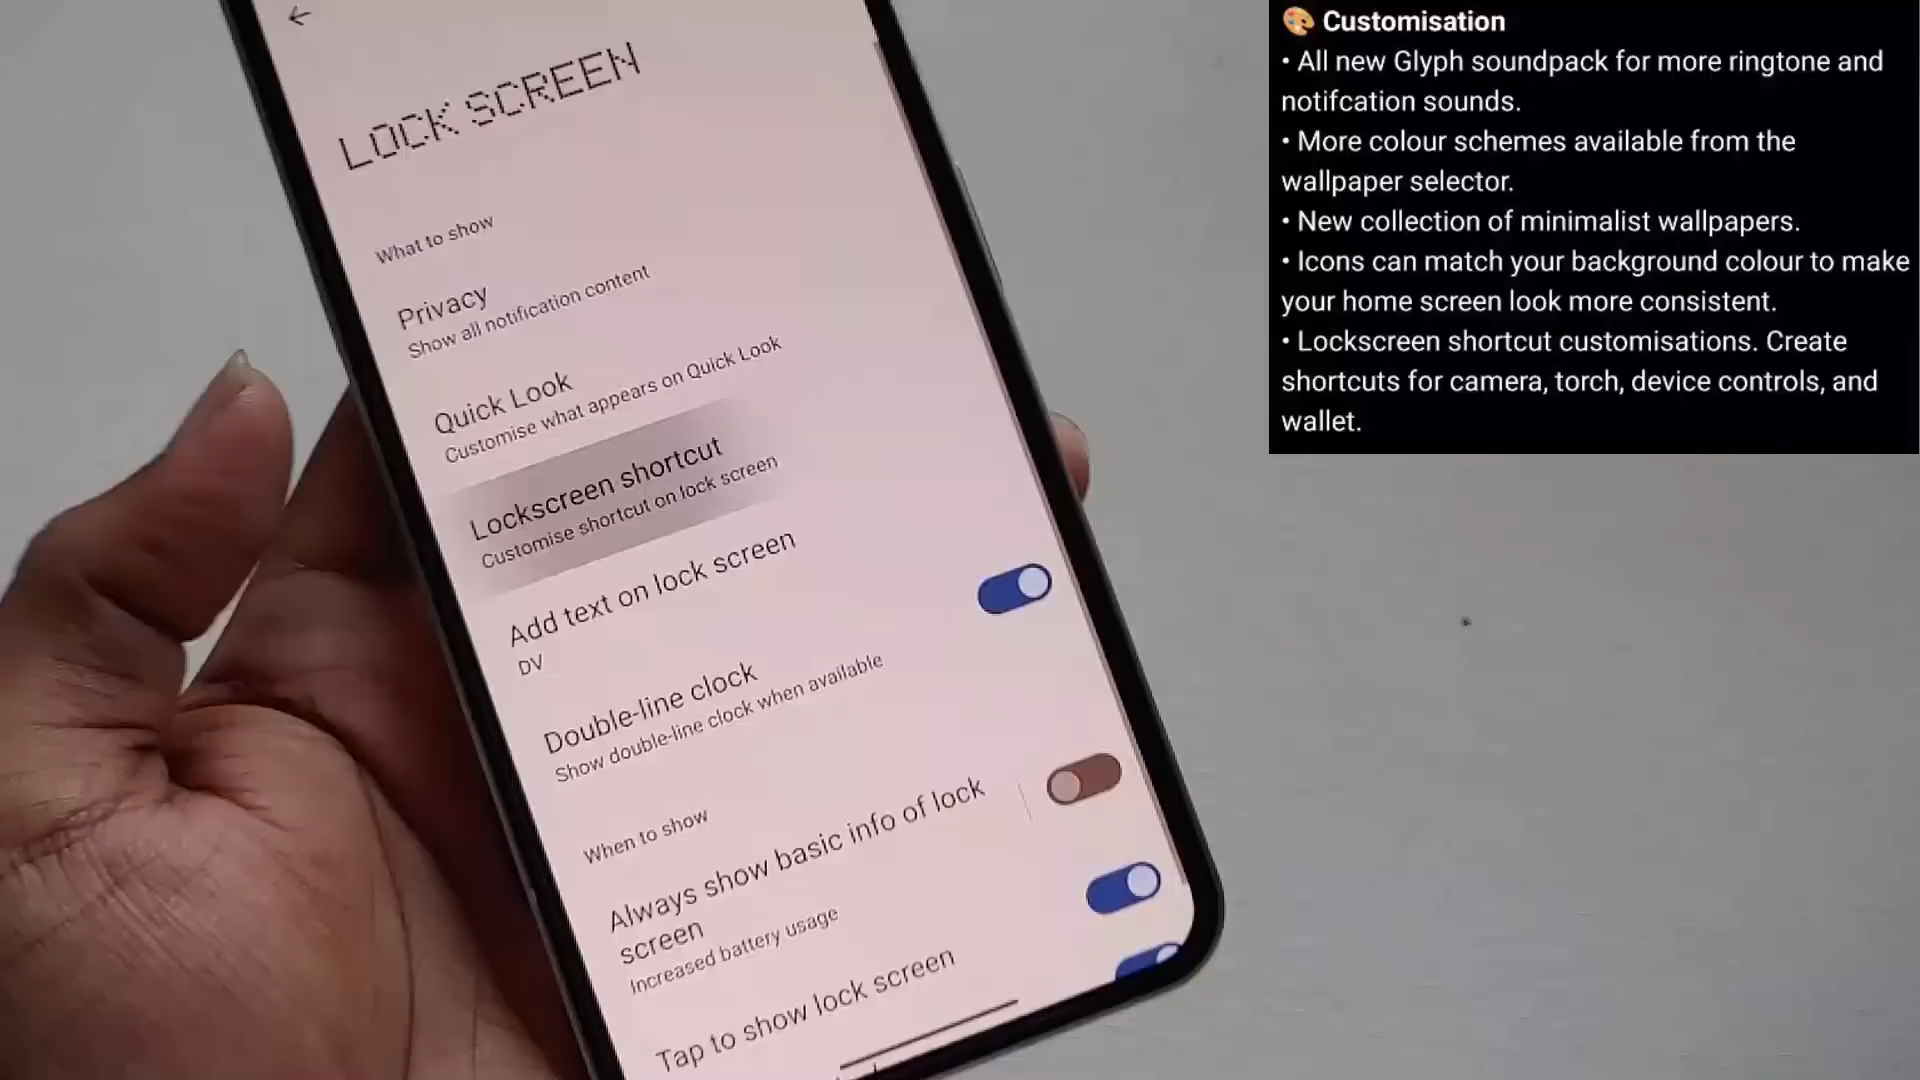 LOCK SCREEN
What to show
Privacy
Show all notification content
Quick Look
Customise what appears on Quick Look
Lockscreen shortcut
Customise shortcut on lock screen
Add text on lock screen
DV
Double-line clock
Show double-line clock when available
When to show
Always show basic info of lock
screen
Increased battery usage
Tap to show lock screen
🎨 Customisation
• All new Glyph soundpack for more ringtone and
notifcation sounds.
• More colour schemes available from the
wallpaper selector.
• New collection of minimalist wallpapers.
• Icons can match your background colour to make
your home screen look more consistent.
• Lockscreen shortcut customisations. Create
shortcuts for camera, torch, device controls, and
wallet.